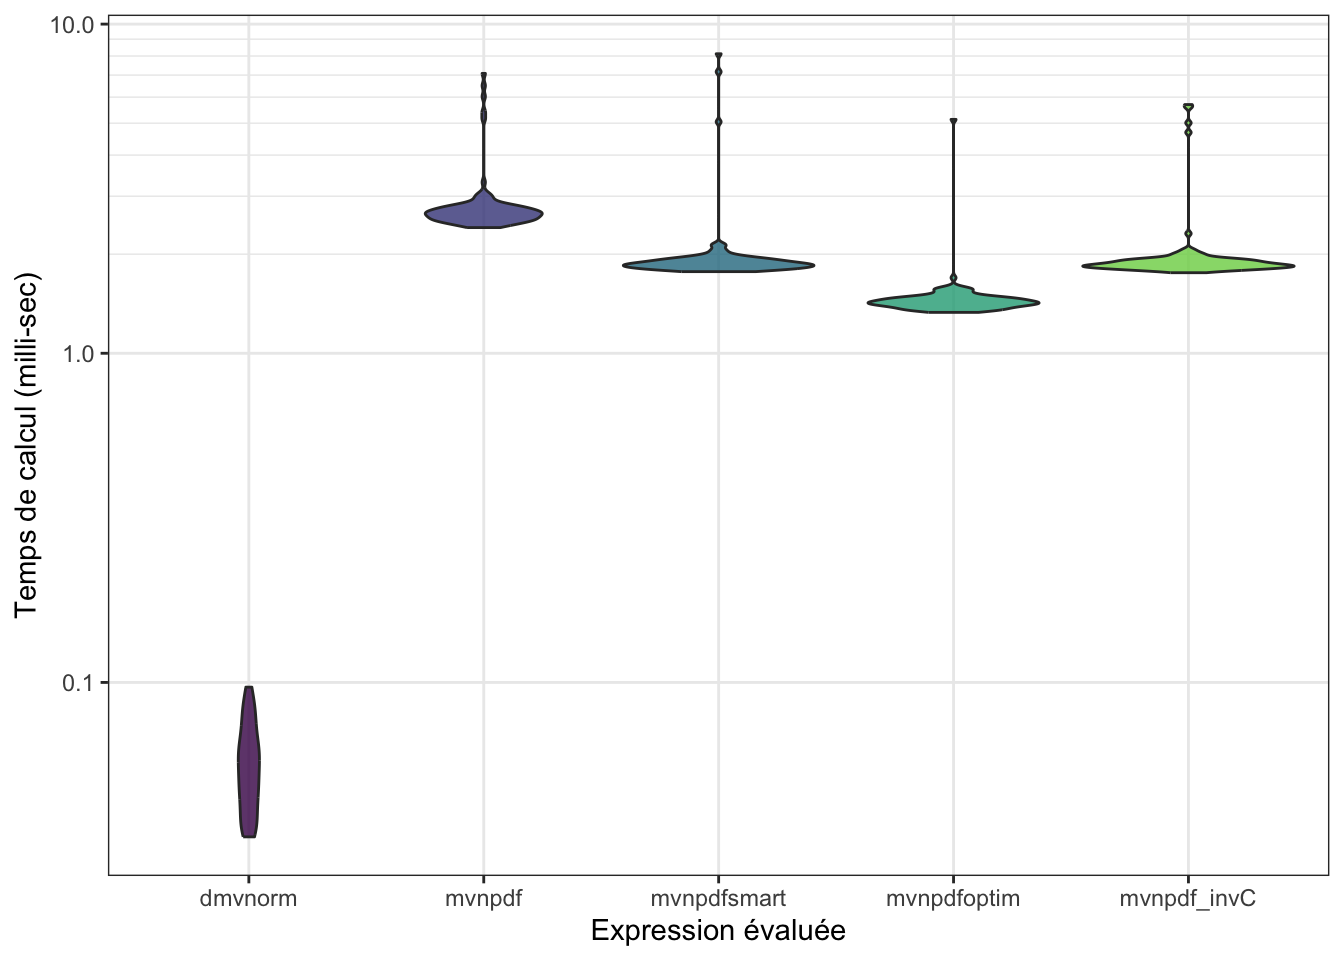 10.0
1.0
0.1
Temps de calcul (milli-sec)
dmvnorm
mvnpdf
mvnpdfsmart
mvnpdfoptim
mvnpdf_invC
Expression évaluée